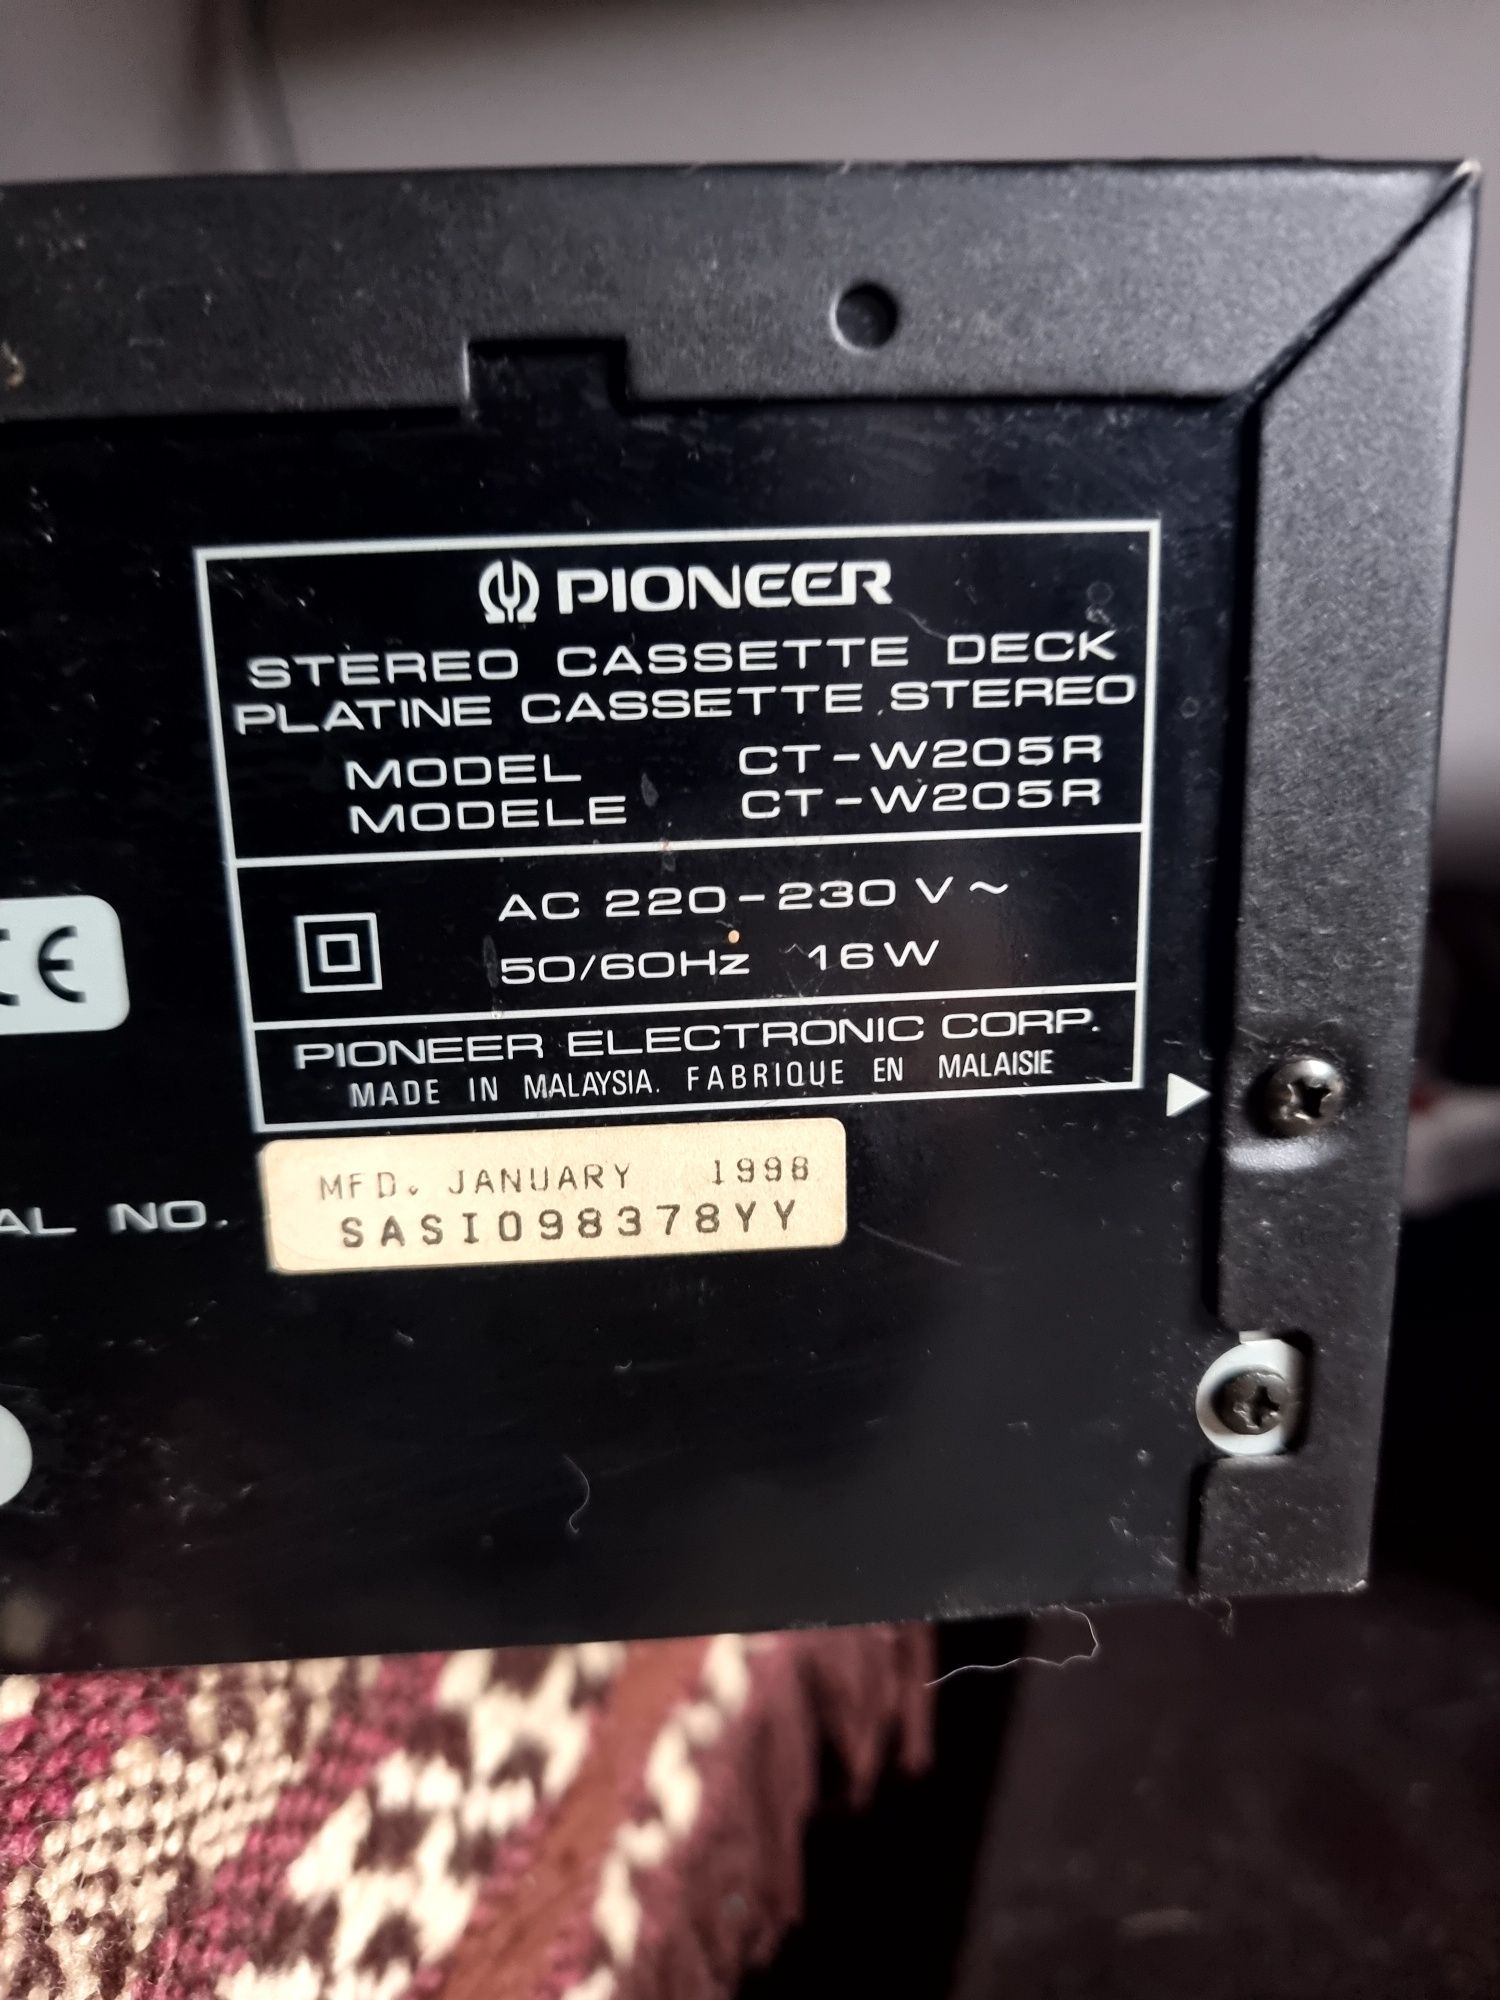 PIONEER
STEREO CASSETTE DECK
PLATINE CASSETTE STEREO
MODEL CT-W205R
MODELE CT-W205R
AC 220-230 V ~
50/60Hz 16W
PIONEER ELECTRONIC CORP.
MADE IN MALAYSIA. FABRIQUE EN MALAISIE
CE
MFD. JANUARY 1998
AL NO. SASI098378YY